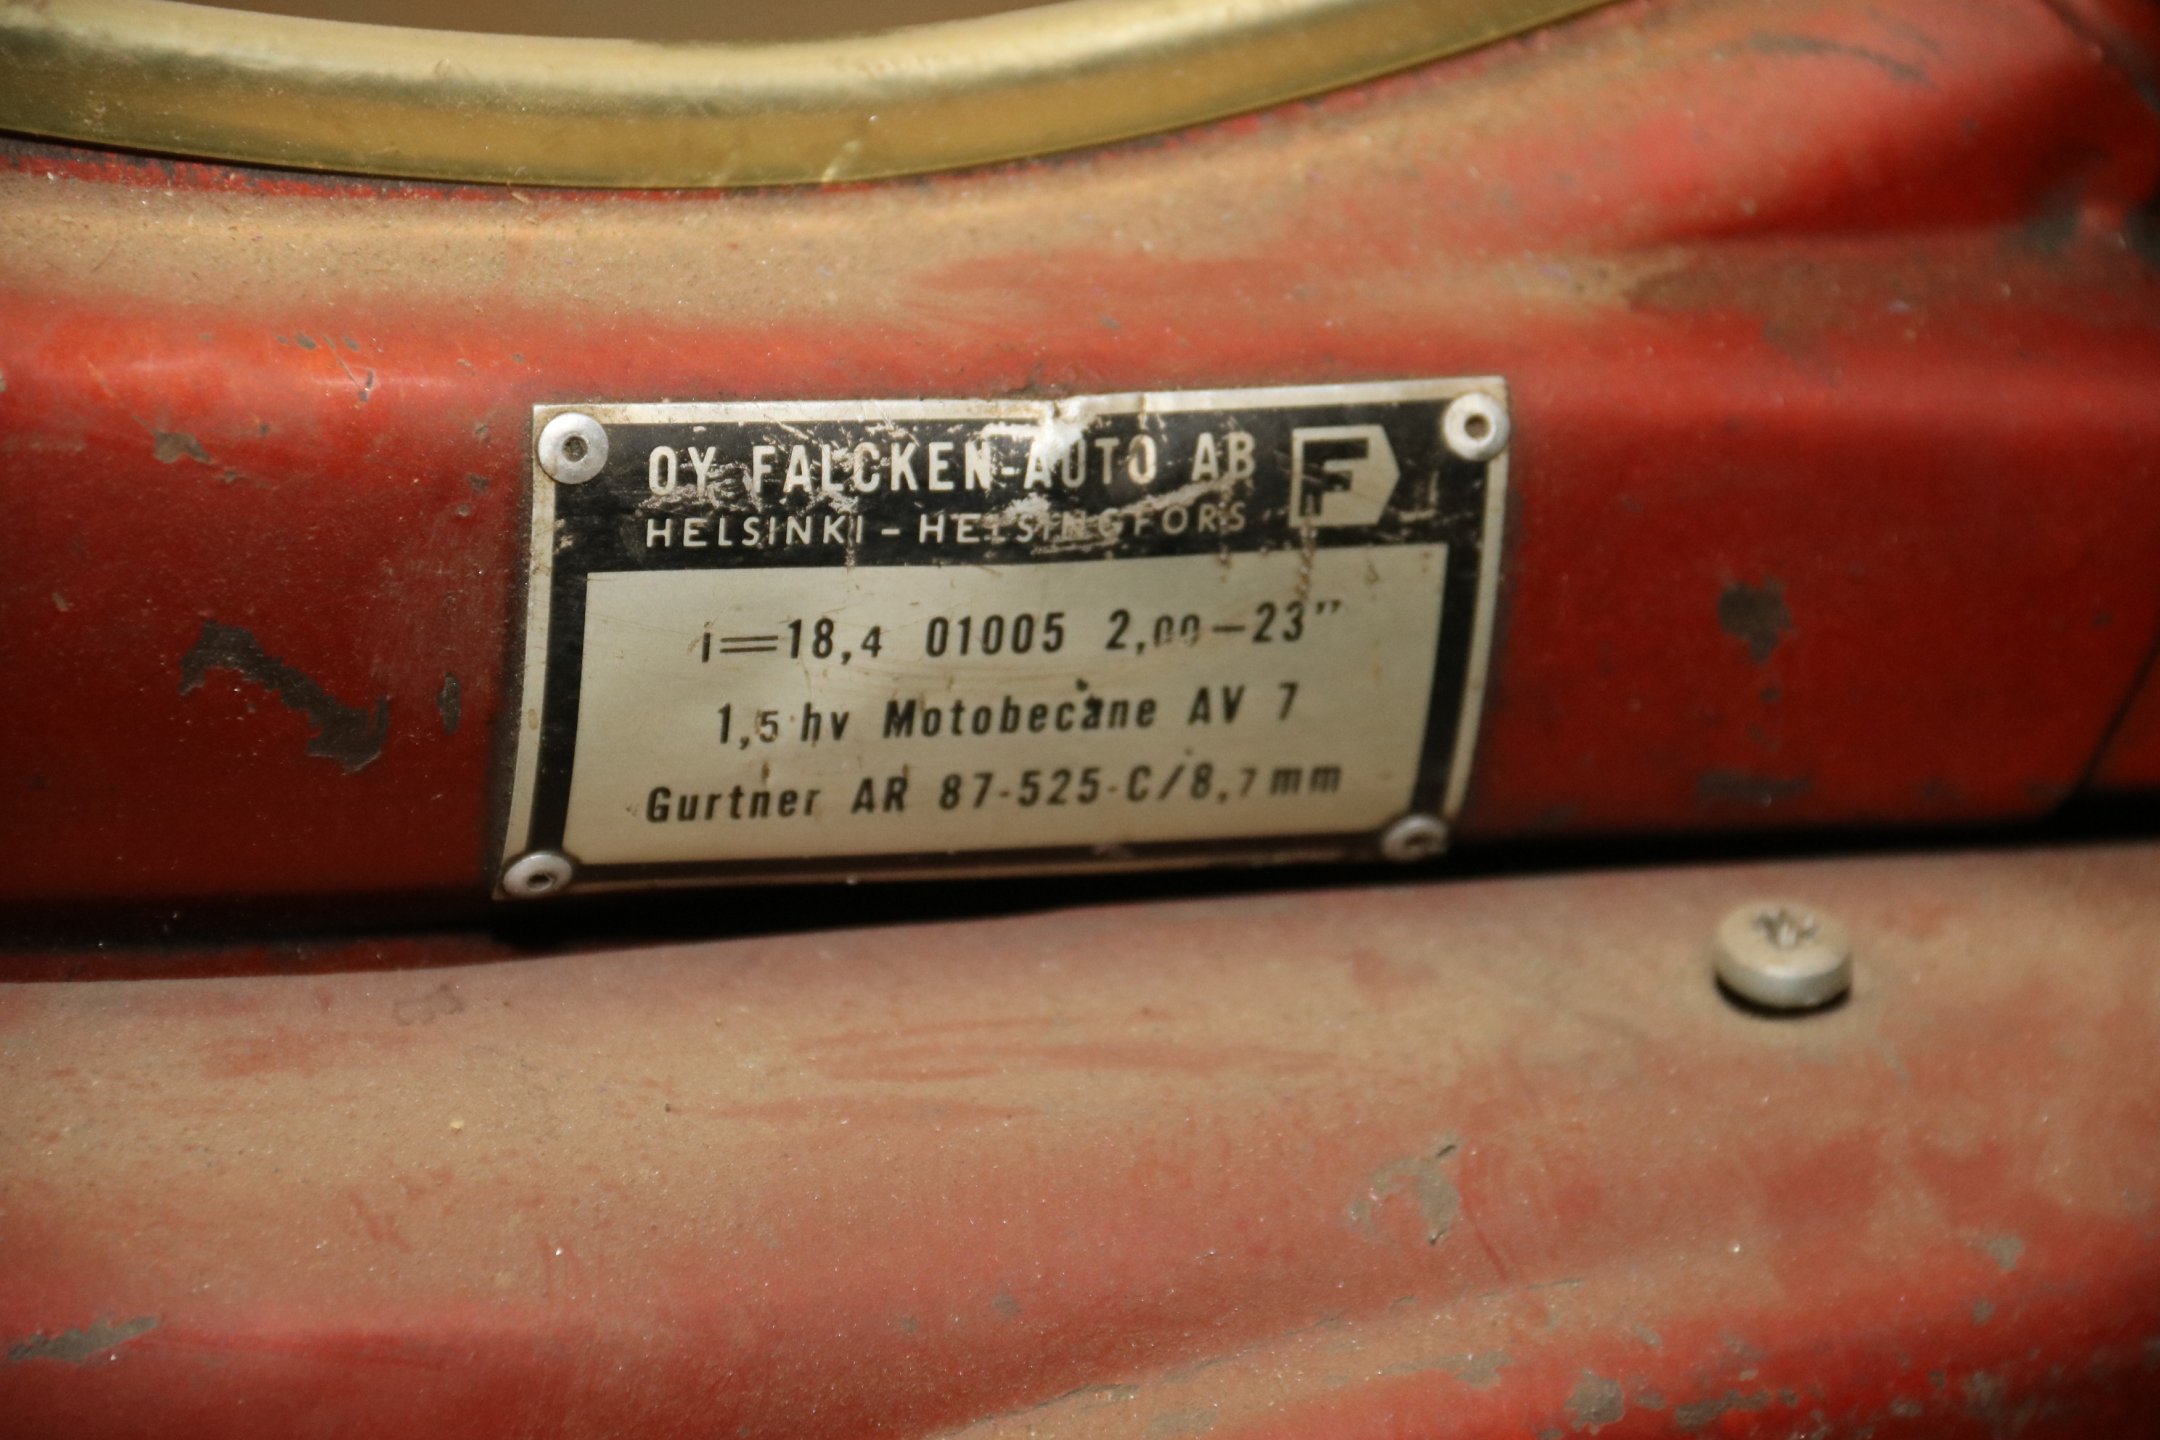 OY FALCKEN-AUTO AB F
HELSINKI - HELSINGFORS
i=18,4 01005 2,00-23"
1,5 hv Motobecane AV 7
Gurtner AR 87-525-C/8,7mm